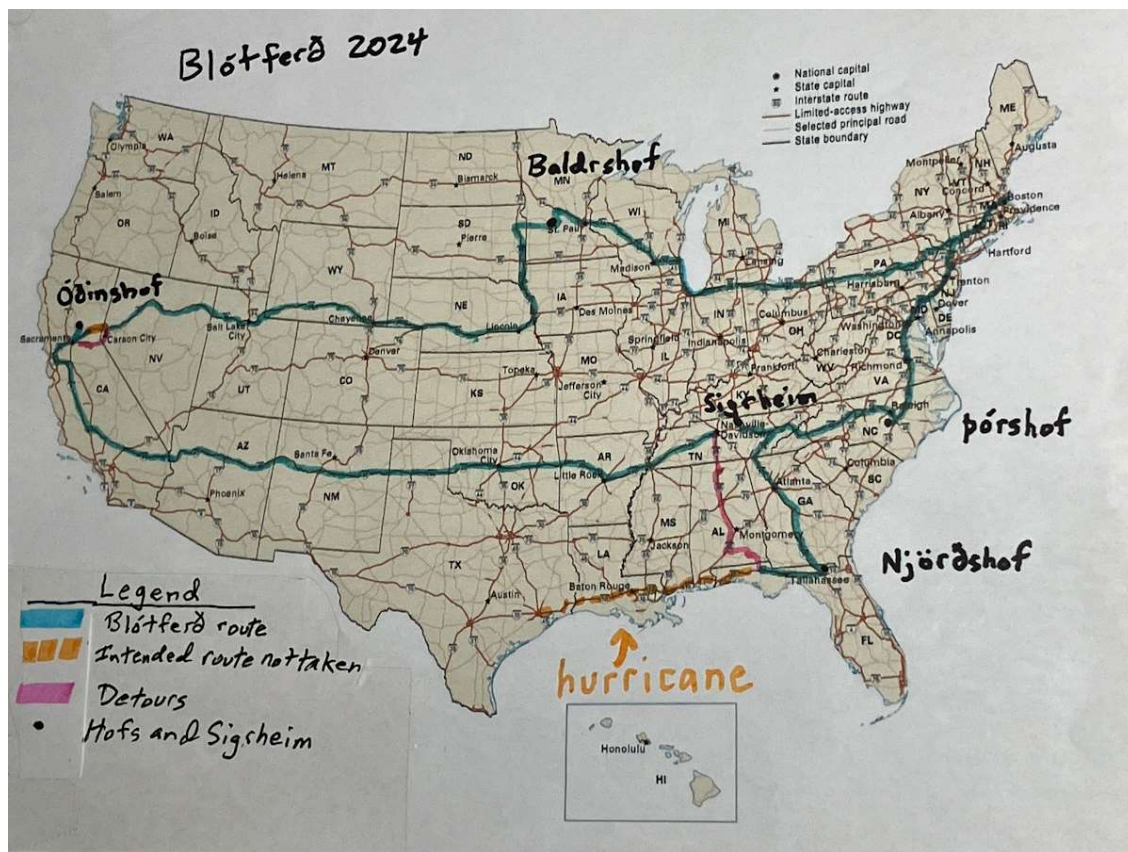 Blótferð 2024
National capital
State capital
Interstate route
Limited-access highway
Selected principal road
State boundary
WA
Olympia
MT
ND
ME
Helena
Bismarck
Baldrshof
MN
Montpelier
NH
VT
Augusta
Salem
OR
ID
Boise
SD
Pierre
St. Paul
WI
MI
NY
Concord
Albany
Boston
MA
Providence
RI
WY
Madison
Lansing
Hartford
Óðinshof
NE
IA
PA
Harrisburg
Trenton
NJ
Dover
Sacramento
Carson City
Salt Lake
City
Cheyenne
Lincoln
Des Moines
IN
Columbus
OH
Washington
DC
DE
Annapolis
NV
Denver
Springfield
IL
Indianapolis
Charleston
WV
Richmond
CA
UT
CO
Topeka
KS
MO
Jefferson
City
Frankfort
KY
VA
Sigrheim
Nashville
Davidson
Raleigh
NC
þórshof
AZ
Santa Fe
Oklahoma
City
AR
TN
Columbia
SC
Phoenix
NM
OK
Little Rock
Atlanta
GA
MS
AL
Jackson
Montgomery
TX
LA
Njörðshof
Austin
Baton Rouge
Tallahassee
FL
Legend
Blótferð route
Intended route not taken
Detours
Hofs and Sigrheim
hurricane
Honolulu
HI